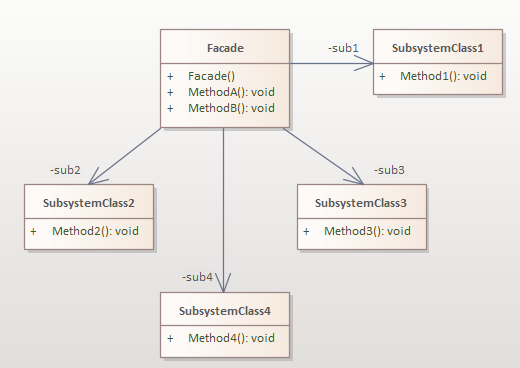 Facade
+ Facade()
+ MethodA(): void
+ MethodB(): void
-sub1
SubsystemClass1
+ Method1(): void
-sub2
SubsystemClass2
+ Method2(): void
-sub3
SubsystemClass3
+ Method3(): void
-sub4
SubsystemClass4
+ Method4(): void